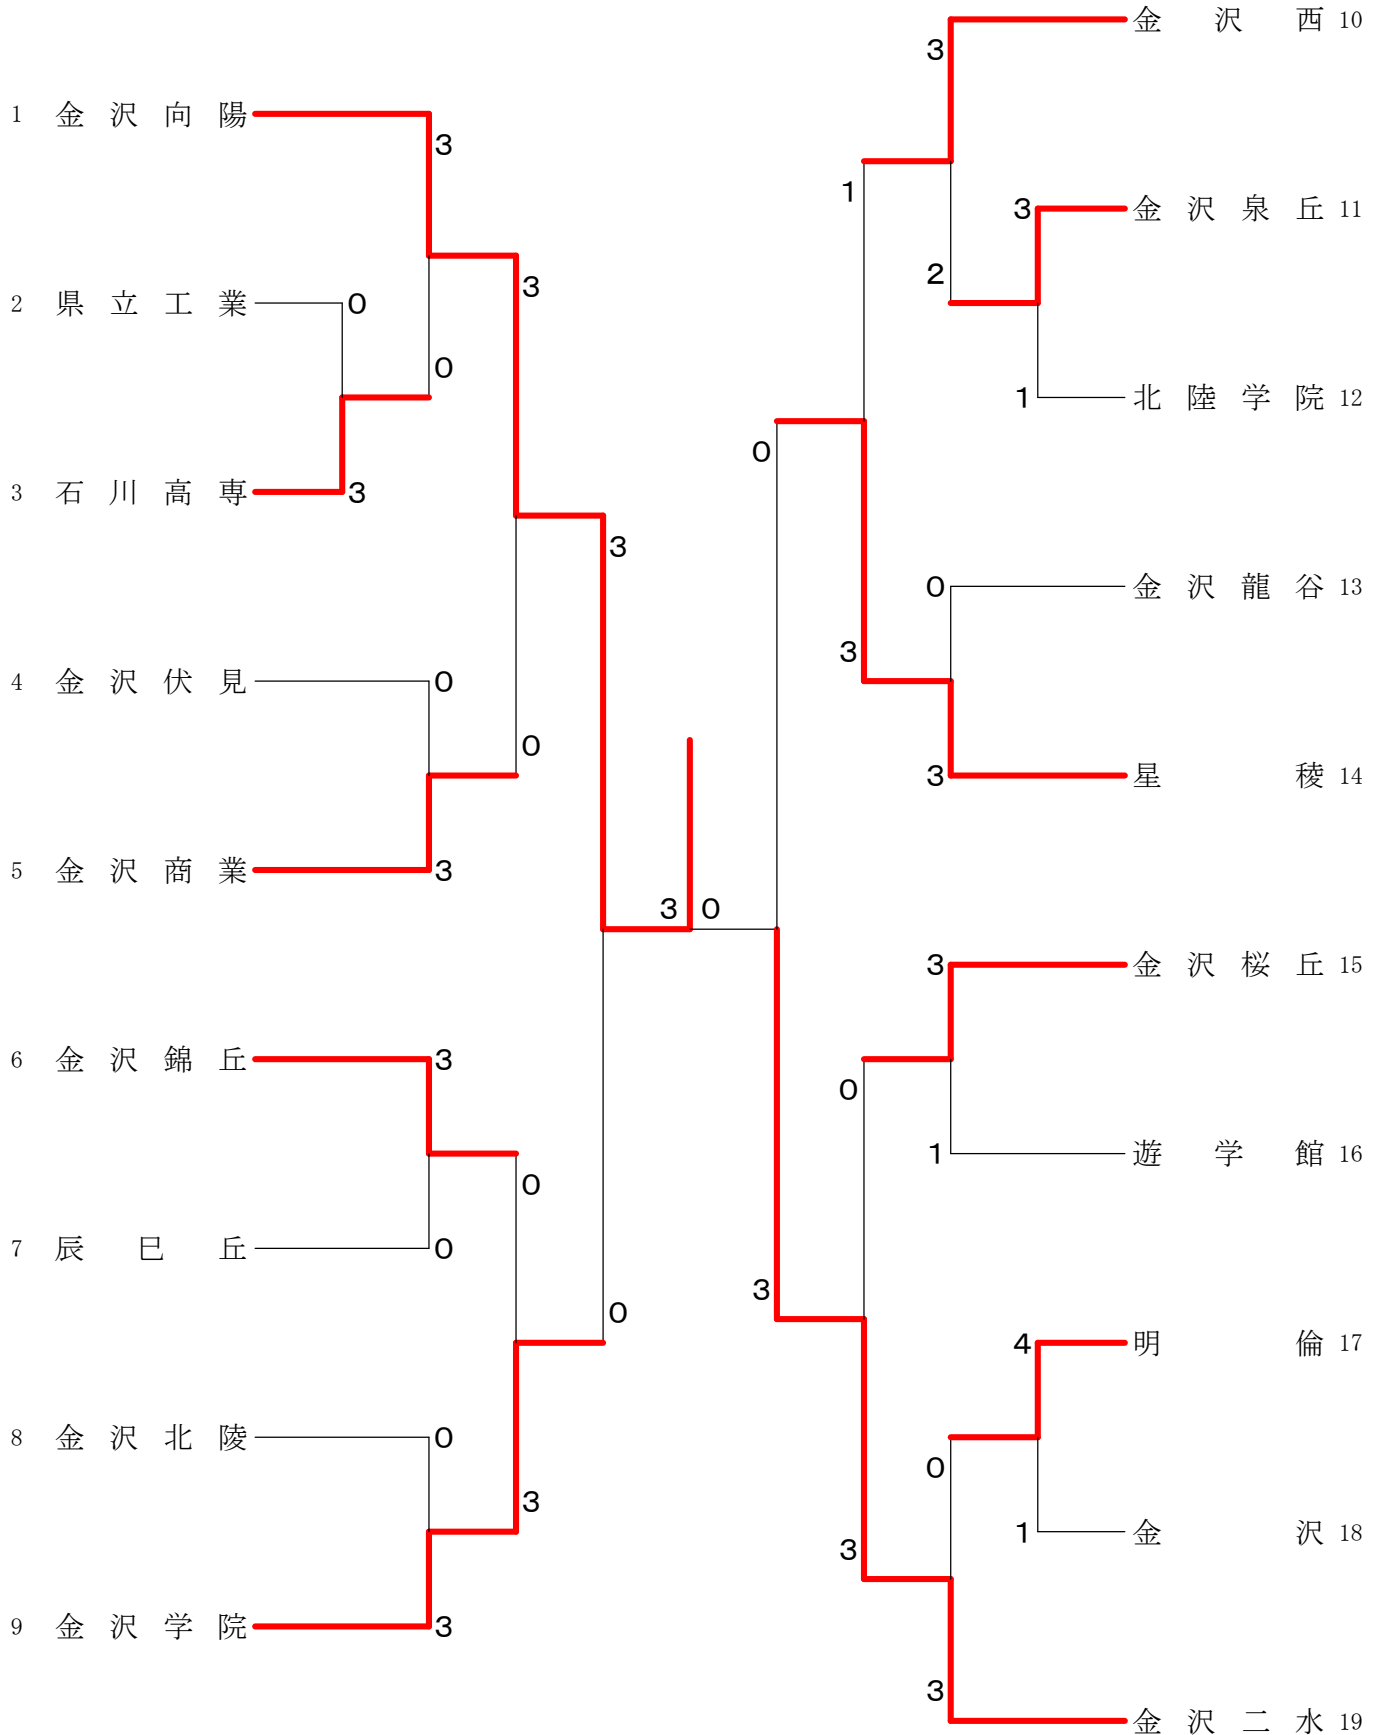 1 金沢向陽
3
2 県立工業
0
0
3 石川高専
3
3
4 金沢伏見
0
0
5 金沢商業
3
3
6 金沢錦丘
3
0
7 辰巳丘
0
0
8 金沢北陵
0
3
9 金沢学院
3
3 0
金沢西 10
3
1
金沢泉丘 11
3
2
北陸学院 12
1
0
金沢龍谷 13
0
3
星稜 14
3
金沢桜丘 15
3
0
遊学館 16
1
3
明倫 17
4
0
金沢 18
1
3
金沢二水 19
3